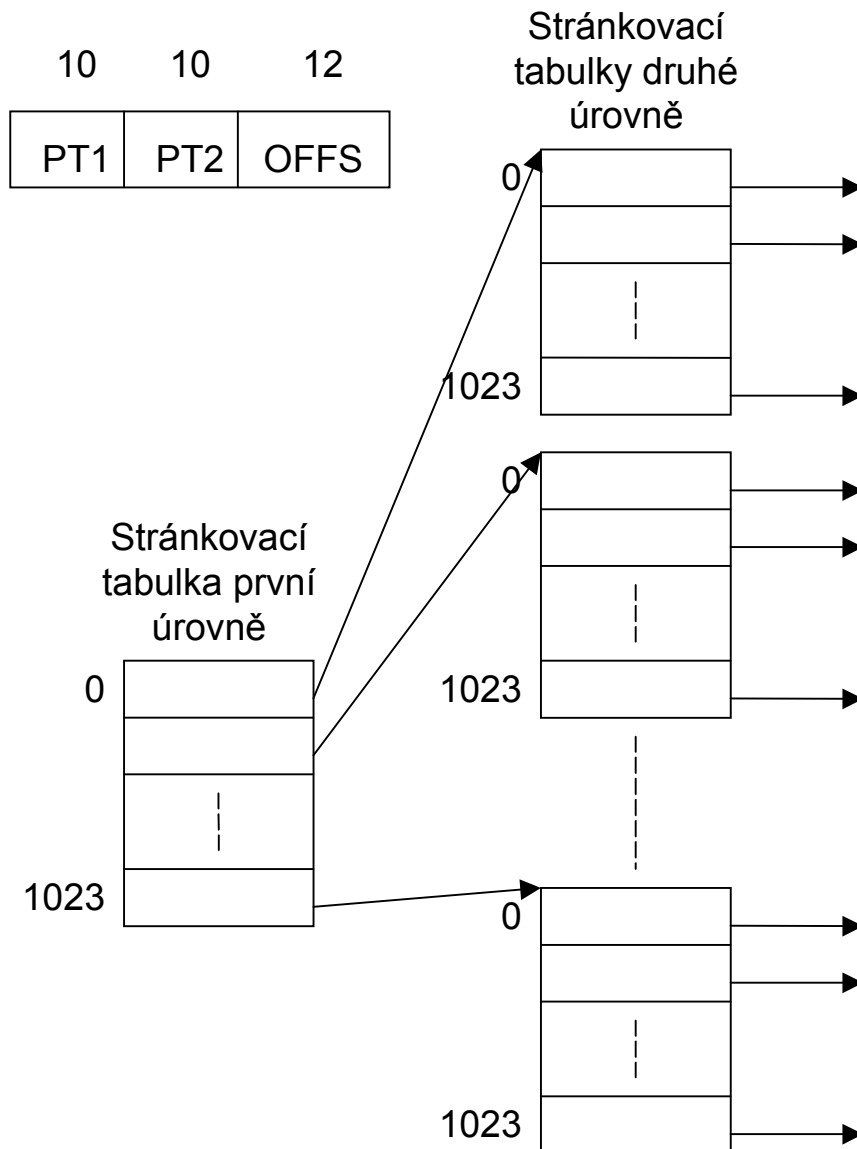 10 10 12
PT1 PT2 OFFS
Stránkovací
tabulky druhé
úrovně
0
1023
0
1023
Stránkovací
tabulka první
úrovně
0
1023
0
1023